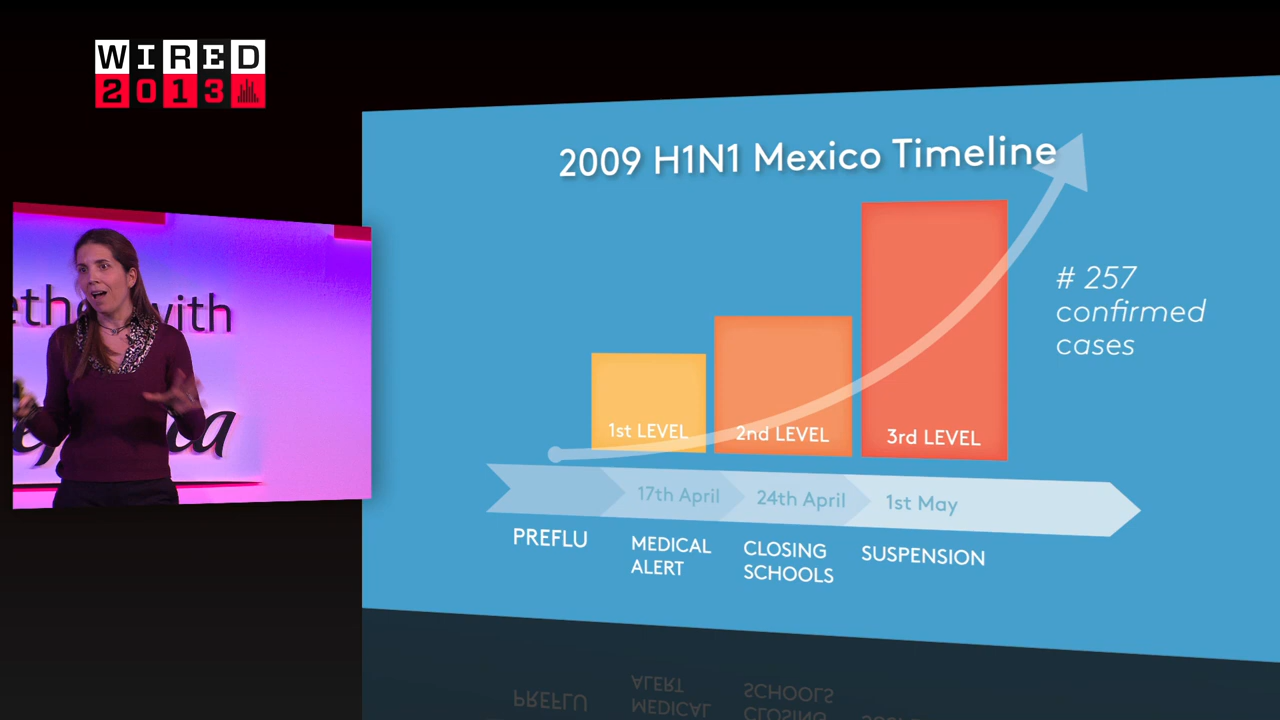 WIRED
2013
2009 H1N1 Mexico Timeline
# 257
confirmed
cases
1st LEVEL
2nd LEVEL
3rd LEVEL
17th April
24th April
1st May
PREFLU
MEDICAL
ALERT
CLOSING
SCHOOLS
SUSPENSION
with